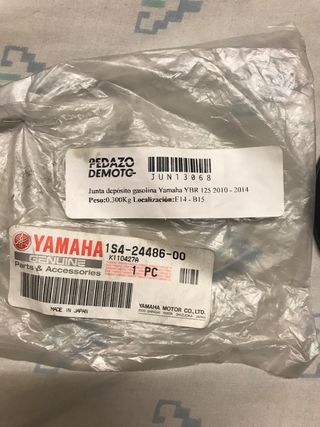 PEDAZO
DEMOTO
JUN13068
Junta depósito gasolina Yamaha YBR 125 2010 - 2014
Peso:0.300Kg Localización:E14 - B15
YAMAHA
GENUINE
Parts & Accessories
1S4-24486-00
K110427A
1 PC
MADE IN JAPAN
YAMAHA MOTOR CO., LTD.